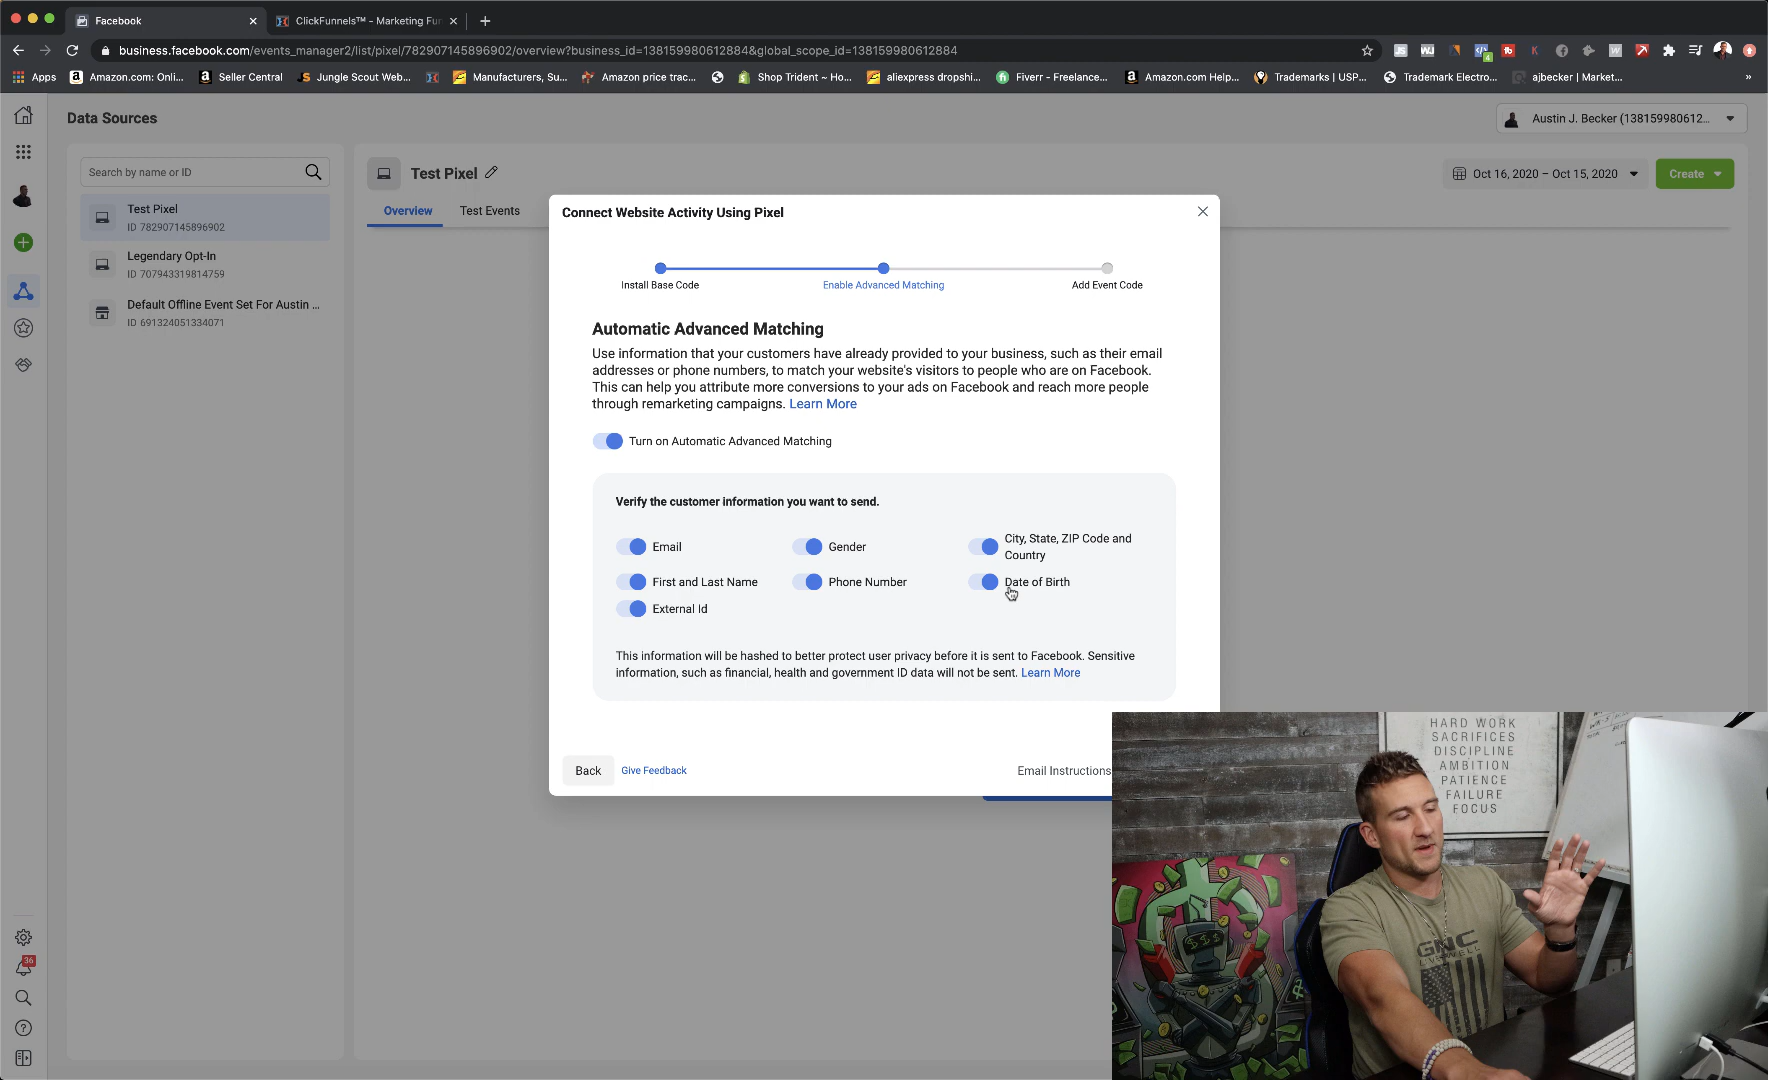 Facebook
ClickFunnels™ - Marketing Fun
business.facebook.com/events_manager2/list/pixel/782907145896902/overview?business_id=138159980612884&global_scope_id=138159980612884
Apps
Amazon.com: Onli...
Seller Central
Jungle Scout Web...
Manufacturers, Su...
Amazon price trac...
Shop Trident ~ Ho...
aliexpress dropshi...
Fiverr - Freelance...
Amazon.com Help...
Trademarks | USP...
Trademark Electro...
ajbecker | Market...
»
Data Sources
Austin J. Becker (138159980612...
Search by name or ID
Test Pixel
ID 782907145896902
Legendary Opt-In
ID 707943319814759
Default Offline Event Set For Austin ...
ID 691324051334071
36
Test Pixel
Oct 16, 2020 – Oct 15, 2020
Create
Overview
Test Events
Connect Website Activity Using Pixel
Install Base Code
Enable Advanced Matching
Add Event Code
Automatic Advanced Matching
Use information that your customers have already provided to your business, such as their email
addresses or phone numbers, to match your website's visitors to people who are on Facebook.
This can help you attribute more conversions to your ads on Facebook and reach more people
through remarketing campaigns. Learn More
Turn on Automatic Advanced Matching
Verify the customer information you want to send.
Email
Gender
City, State, ZIP Code and
Country
First and Last Name
Phone Number
Date of Birth
External Id
This information will be hashed to better protect user privacy before it is sent to Facebook. Sensitive
information, such as financial, health and government ID data will not be sent. Learn More
Back
Give Feedback
Email Instructions
HARD WORK
SACRIFICES
DISCIPLINE
AMBITION
PATIENCE
FAILURE
FOCUS
GNC
LIVE WELL
$$$